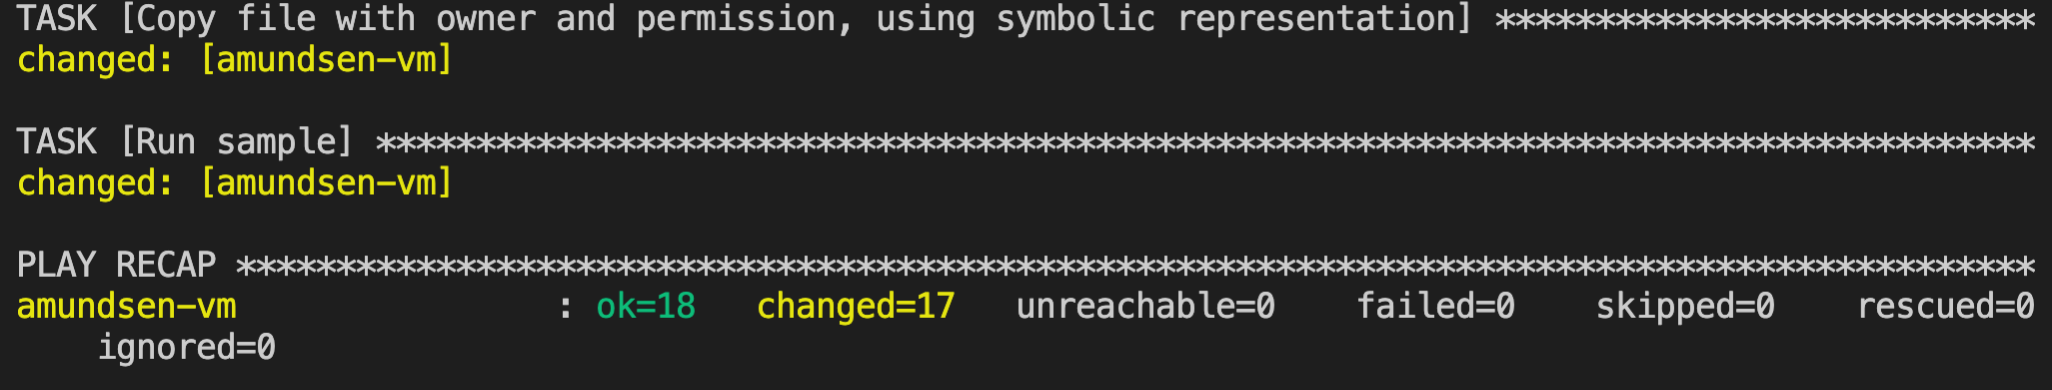 TASK [Copy file with owner and permission, using symbolic representation] ***************************
changed: [amundsen-vm]
TASK [Run sample] ***********************************************************************************
changed: [amundsen-vm]
PLAY RECAP ******************************************************************************************
amundsen-vm                : ok=18   changed=17   unreachable=0    failed=0    skipped=0    rescued=0
    ignored=0